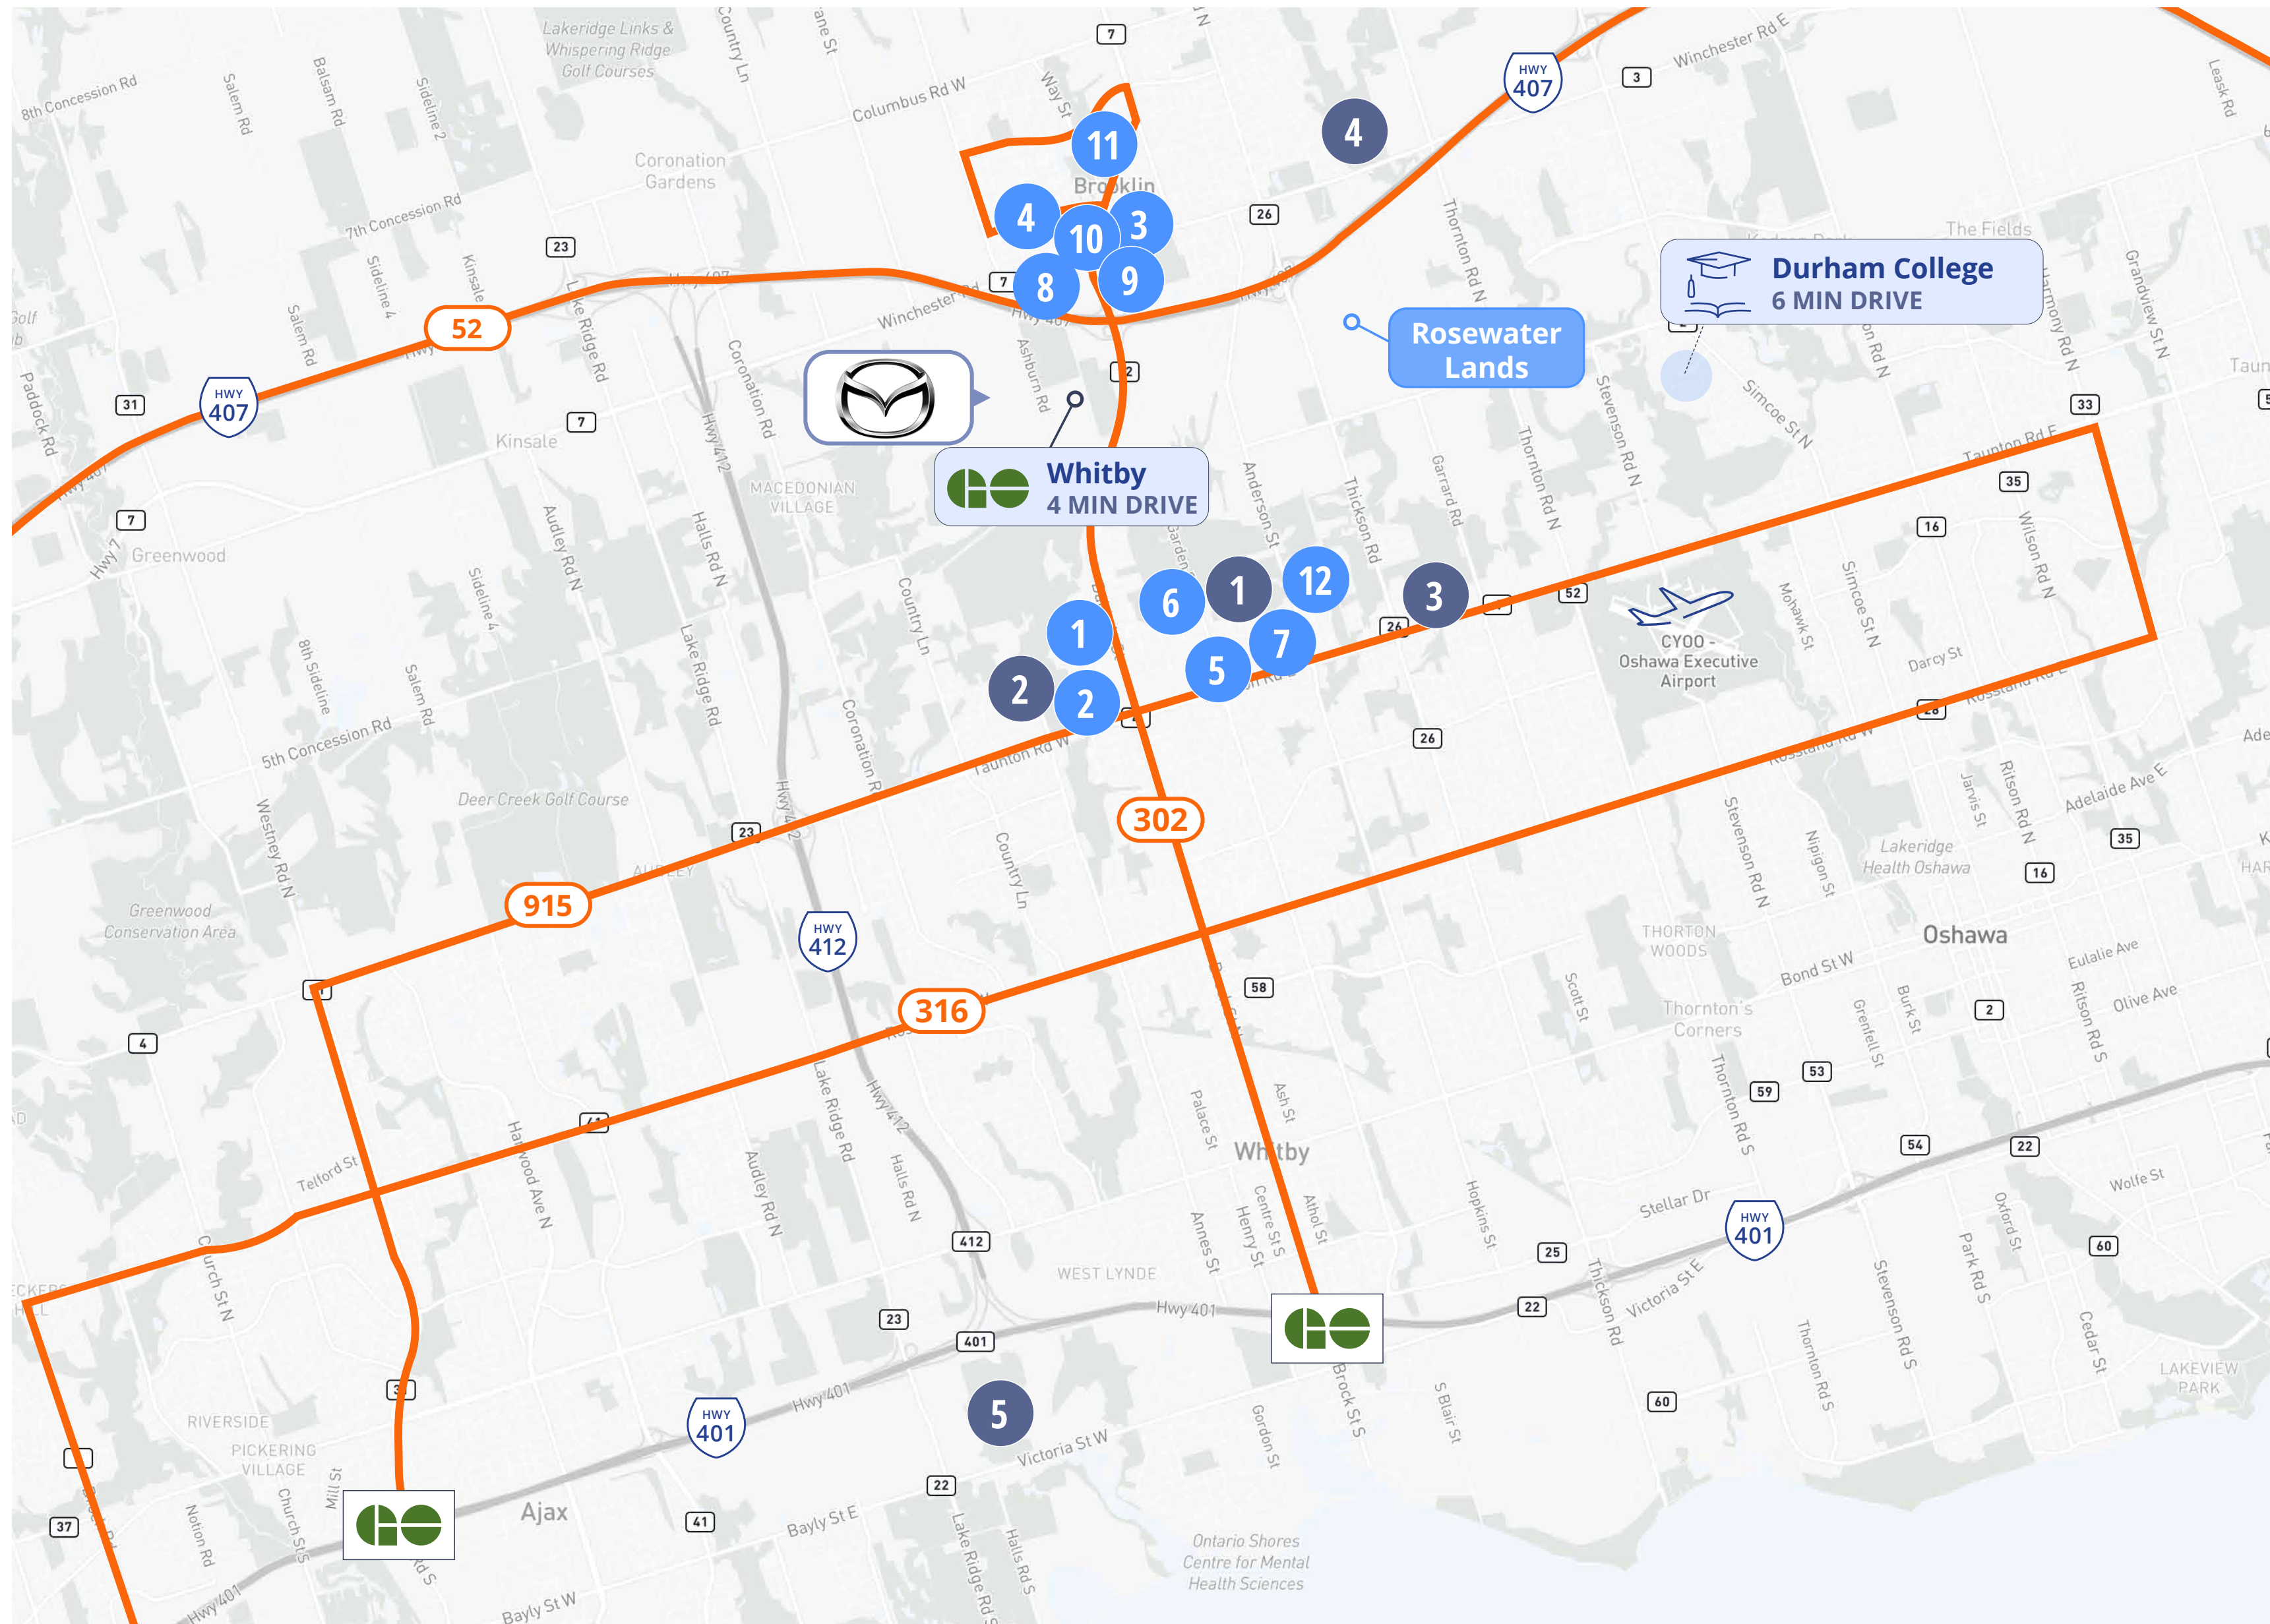 Lakeridge Links &
Whispering Ridge
Golf Courses
7
Winchester Rd E
HWY
407
3
Leask Rd
8th Concession Rd
Salem Rd
Balsam Rd
Sideline 2
Country Ln
Way St
Columbus Rd W
4
11
Coronation
Gardens
Brooklin
7th Concession Rd
4
10
3
26
Thornton Rd N
The Fields
23
Sideline 4
Kinsale
8
9
7
Durham College
6 MIN DRIVE
Harmony Rd N
Grandview St N
Lake Ridge Rd
Winchester Rd
Hwy 407
Rosewater
Lands
52
Salem Rd
Ashburn Rd
Coronation Rd
Paddock Rd
31
HWY
407
7
Kinsale
Hwy 412
Stevenson Rd N
Simcoe St N
33
Taunton Rd E
Whitby
4 MIN DRIVE
MACEDONIAN
VILLAGE
Anderson St
Thickson Rd
Garrard Rd
Thornton Rd N
35
7
Hwy 7
Greenwood
Audley Rd N
Halls Rd N
16
Wilson Rd N
Sideline 4
Country Ln
6
1
12
3
52
Simcoe St N
Mohawk St
1
7
26
5
CYOO -
Oshawa Executive
Airport
Darcy St
8th Sideline
Salem Rd
Lake Ridge Rd
2
2
28
Rossland Rd E
Rossland Rd W
5th Concession Rd
Coronation Rd
Taunton Rd W
26
Deer Creek Golf Course
Hwy 412
Jarvis St
Ritson Rd N
Adelaide Ave E
Westney Rd N
23
302
Stevenson Rd N
Nipigon St
35
Lakeridge
Health Oshawa
16
AUDLEY
Country Ln
915
Greenwood
Conservation Area
HWY
412
THORTON
WOODS
Oshawa
Bond St W
Eulalie Ave
58
Scott St
316
Thornton's
Corners
Grenfell St
Burk St
2
Ritson Rd S
Olive Ave
4
Lake Ridge Rd
Hwy 412
Palace St
Ash St
Thornton Rd S
59
53
Harwood Ave N
Telford St
Whitby
54
22
Audley Rd N
Halls Rd N
Wolfe St
Annes St
Centre St S
Henry St
Athol St
Hopkins St
Stellar Dr
HWY
401
Oxford St
Church St N
412
25
60
WEST LYNDE
Hwy 401
Thickson Rd
Victoria St E
Stevenson Rd S
Park Rd S
23
401
22
Cedar St
Thornton Rd S
LAKEVIEW
PARK
Hwy 401
5
Brock St S
S Blair St
60
RIVERSIDE
HWY
401
Victoria St W
Gordon St
PICKERING
VILLAGE
Mill St
22
37
Notion Rd
Church St S
Ajax
41
Bayly St E
Lake Ridge Rd S
Halls Rd S
Ontario Shores
Centre for Mental
Health Sciences
Hwy 401
Bayly St W